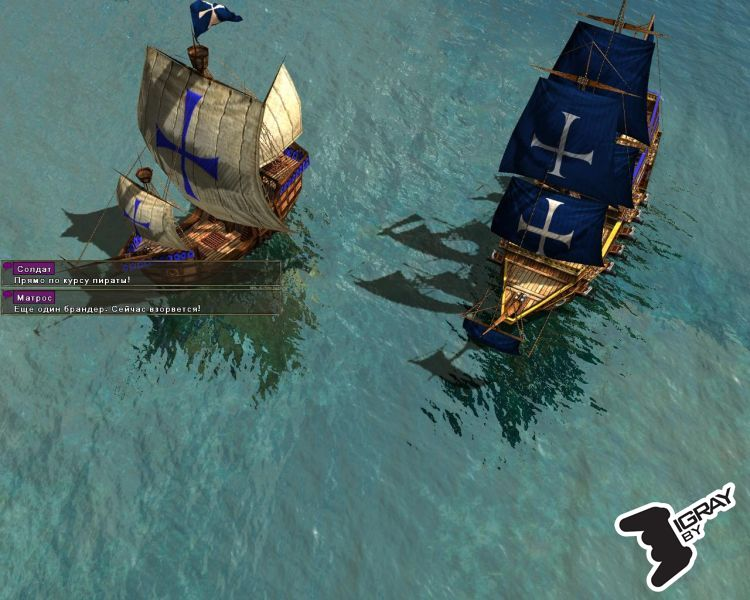 Солдат
Прямо по курсу пираты!
Матрос
Еще один брандер. Сейчас взорвется!
IGRAY
BY